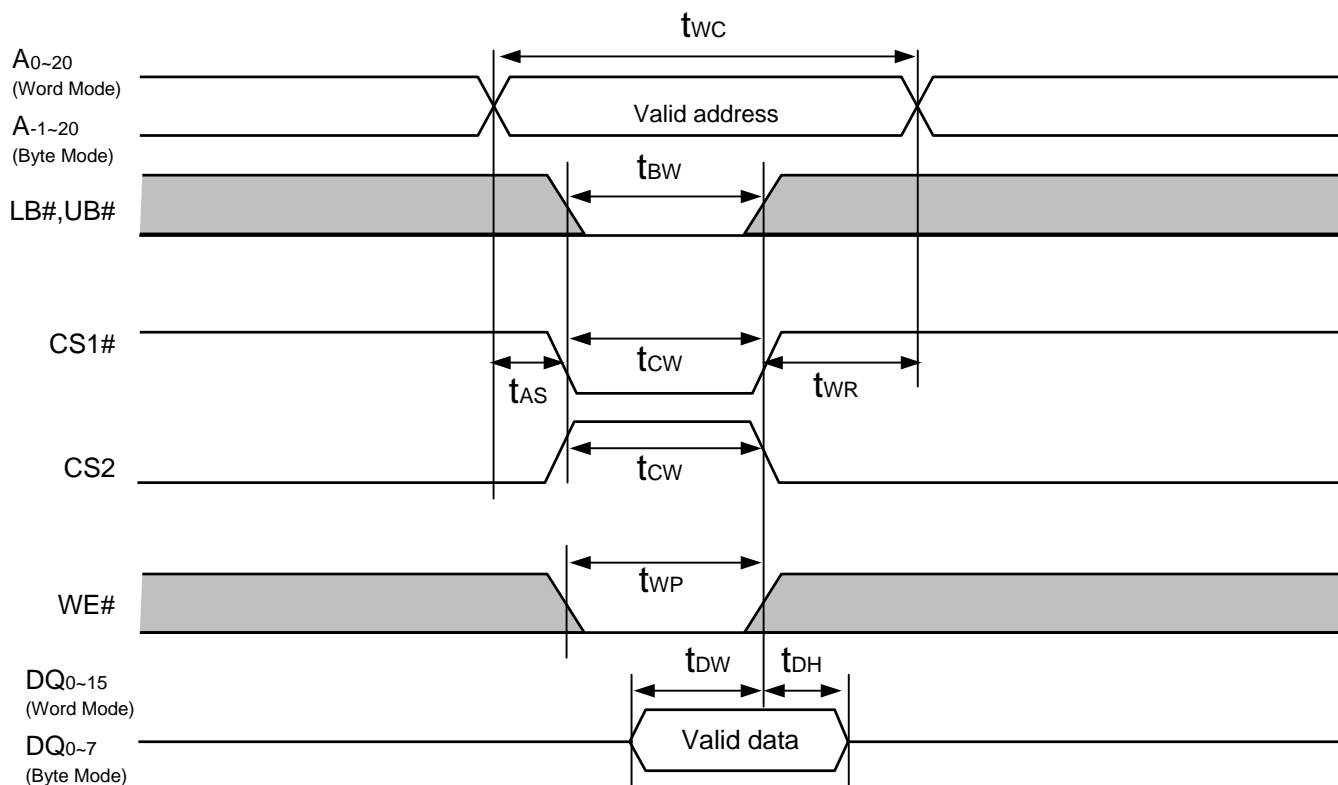 tWC
A0~20
(Word Mode)
Valid address
A-1~20
(Byte Mode)
tBW
LB#,UB#
CS1#
tCW
tAS
tWR
CS2
tCW
WE#
tWP
tDW
tDH
DQ0~15
(Word Mode)
Valid data
DQ0~7
(Byte Mode)